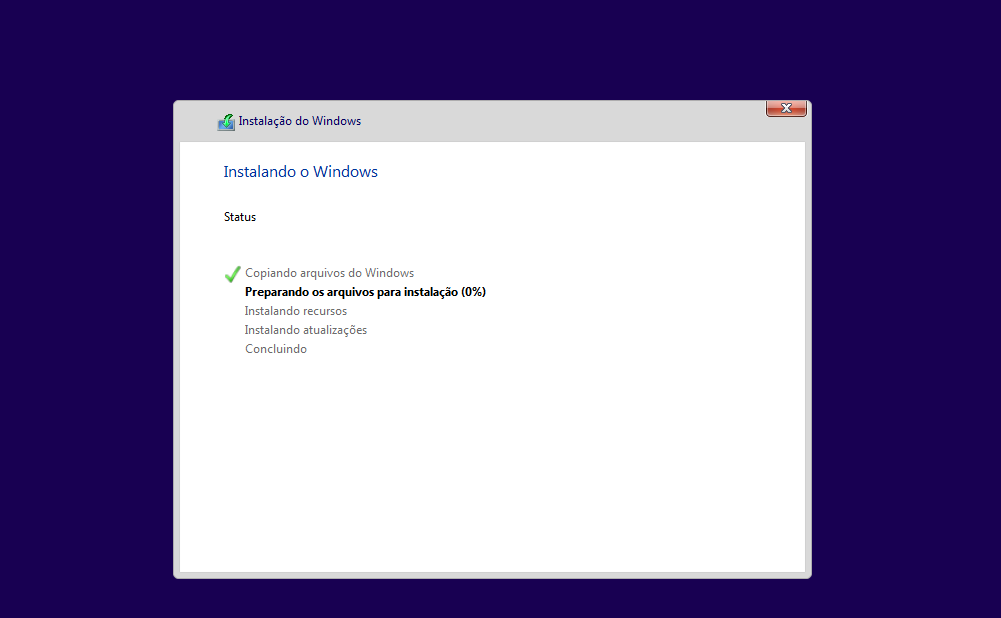 Instalação do Windows
Instalando o Windows
Status
Copiando arquivos do Windows
Preparando os arquivos para instalação (0%)
Instalando recursos
Instalando atualizações
Concluindo